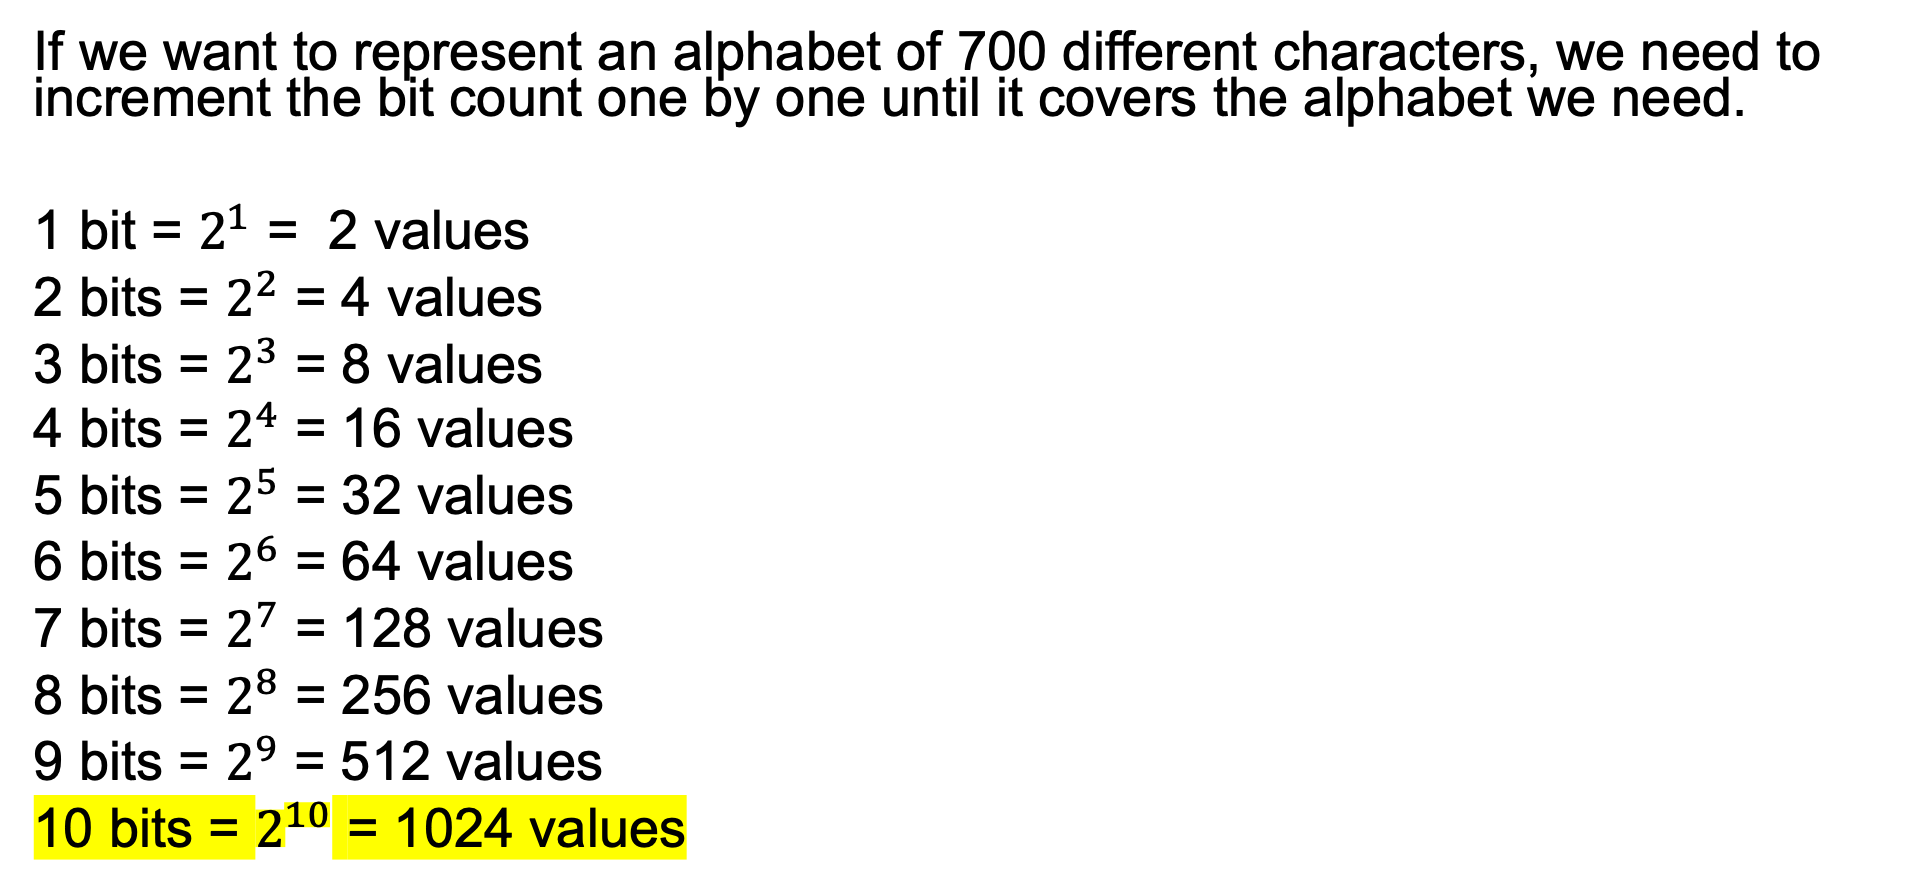 If we want to represent an alphabet of 700 different characters, we need to
increment the bit count one by one until it covers the alphabet we need.
1 bit = 2¹ = 2 values
2 bits = 2² = 4 values
3 bits = 2³ = 8 values
4 bits = 2⁴ = 16 values
5 bits = 2⁵ = 32 values
6 bits = 2⁶ = 64 values
7 bits = 2⁷ = 128 values
8 bits = 2⁸ = 256 values
9 bits = 2⁹ = 512 values
10 bits = 2¹⁰ = 1024 values